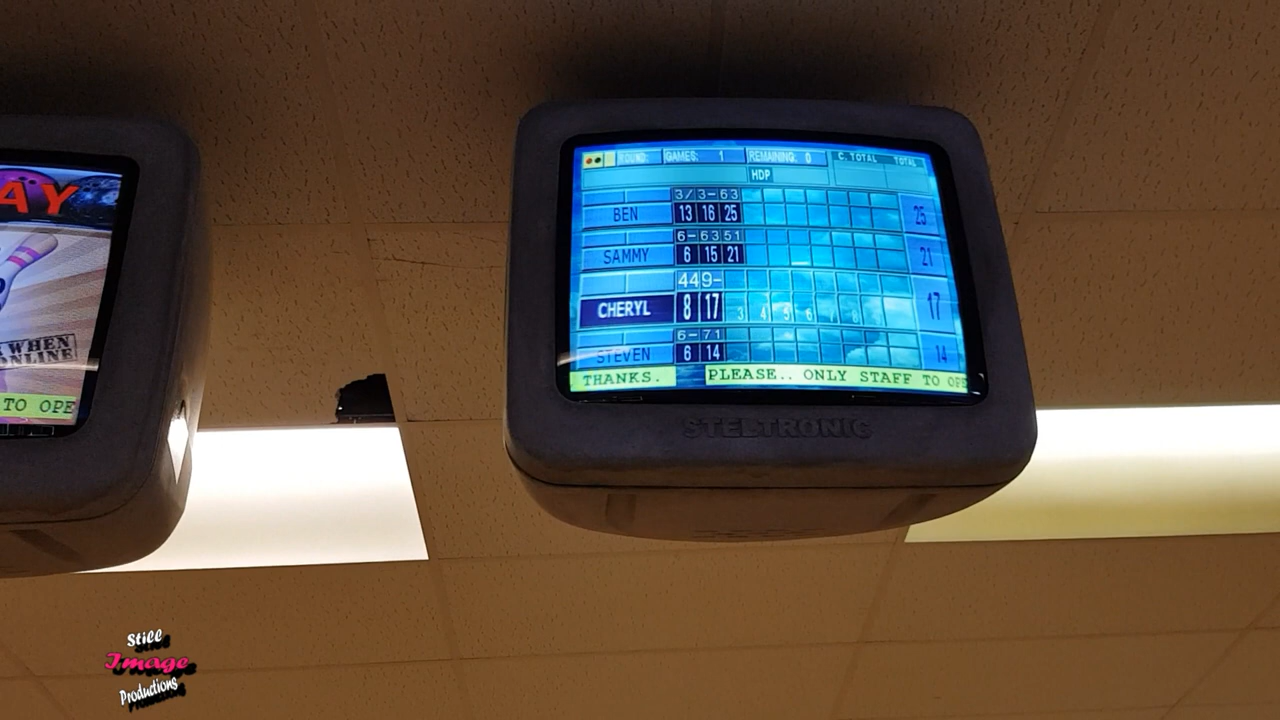 AY
WHEN
ONLINE
TO OPE
ROUND: GAMES: 1 REMAINING: 0 C. TOTAL TOTAL
HDP
3/3-63
BEN 13 16 25 25
6-6351
SAMMY 6 15 21 21
449-
CHERYL 8 17 3 4 5 6 7 8 17
6-71
STEVEN 6 14 14
THANKS. PLEASE.. ONLY STAFF TO OPE
STELTRONIC
Still
Image
Productions